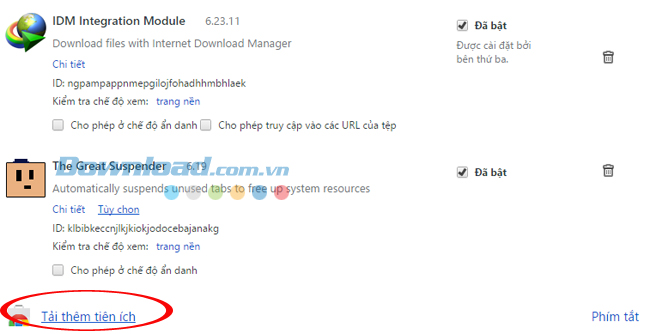 IDM Integration Module 6.23.11
Đã bật
Download files with Internet Download Manager
Được cài đặt bởi
bên thứ ba.
Chi tiết
ID: ngpampappnmepgilojfohadhhmbhlaek
Kiểm tra chế độ xem: trang nền
Cho phép ở chế độ ẩn danh Cho phép truy cập vào các URL của tệp
The Great Suspender 6.19
Đã bật
Download.com.vn
Automatically suspends unused tabs to free up system resources
Chi tiết Tùy chọn
ID: klbibkeccnjlkjkiokjodocebajanakg
Kiểm tra chế độ xem: trang nền
Cho phép ở chế độ ẩn danh
Tải thêm tiện ích
Phím tắt